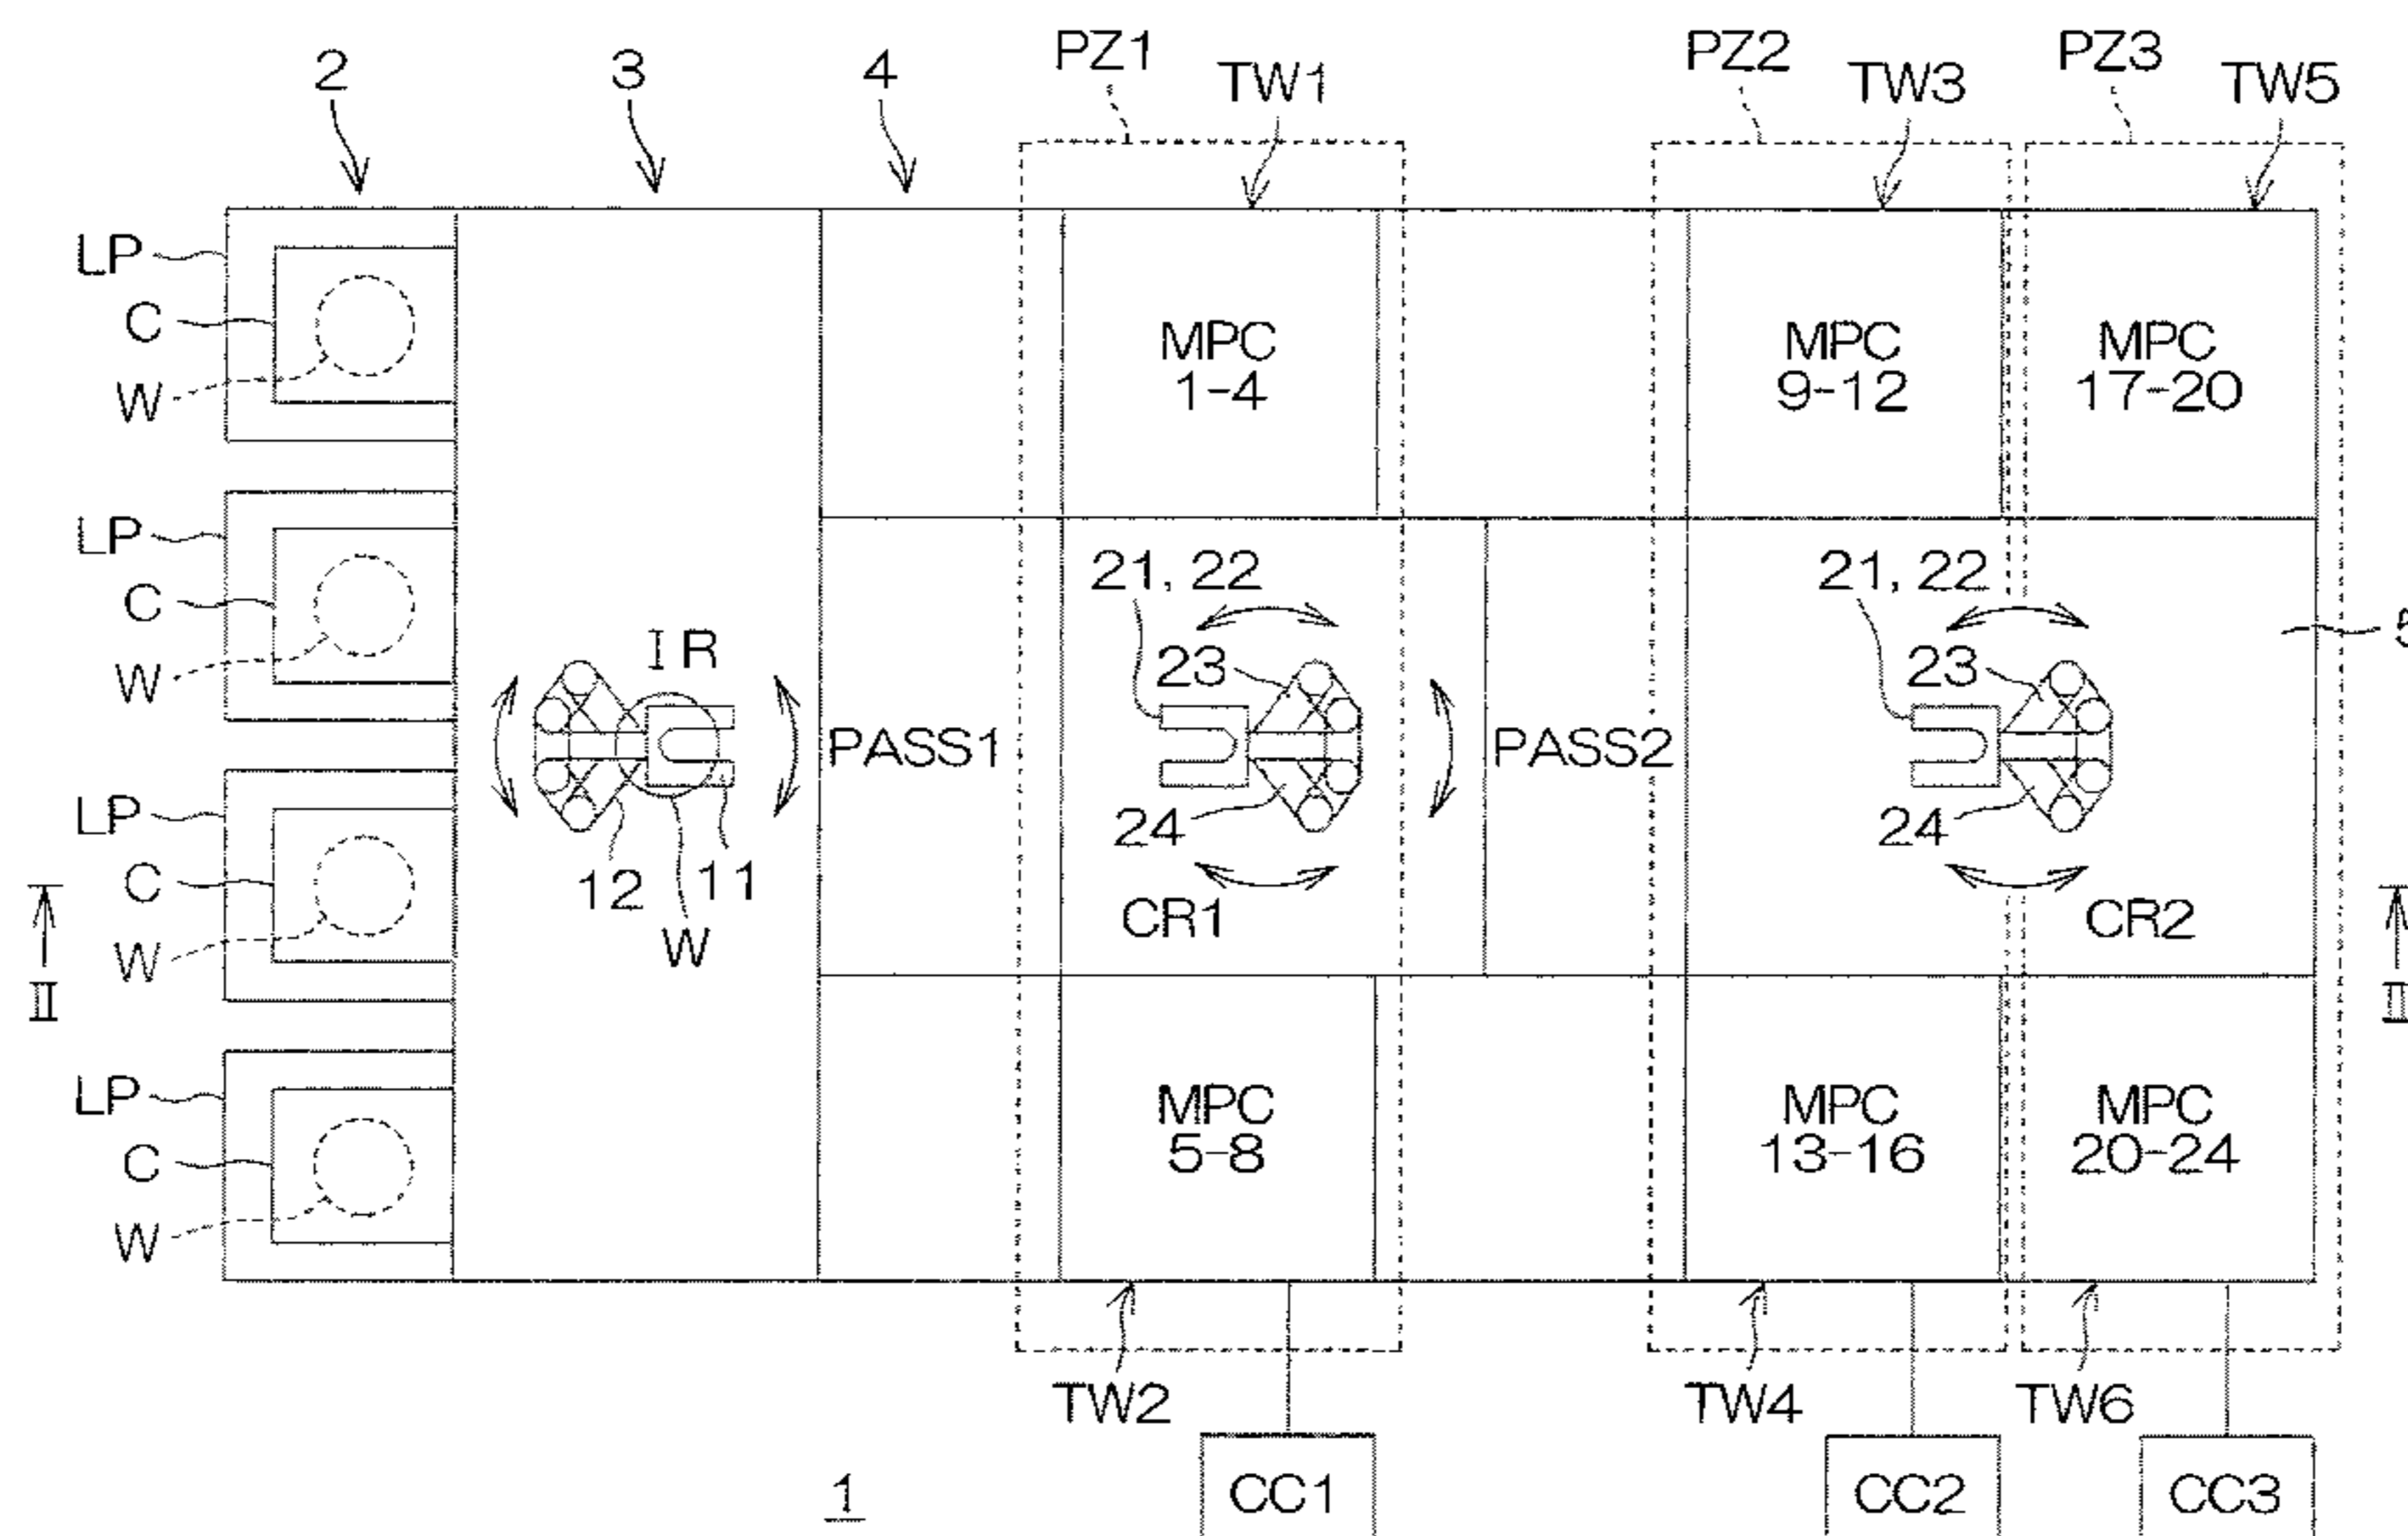 PZ1
PZ2
PZ3
2
3
4
TW1
TW3
TW5
LP
C
W
MPC
1-4
MPC
9-12
MPC
17-20
LP
C
W
IR
21, 22
23
21, 22
23
5
PASS1
PASS2
LP
C
W
12
11
W
24
CR1
24
CR2
II
II
LP
C
W
MPC
5-8
MPC
13-16
MPC
20-24
TW2
TW4
TW6
1
CC1
CC2
CC3